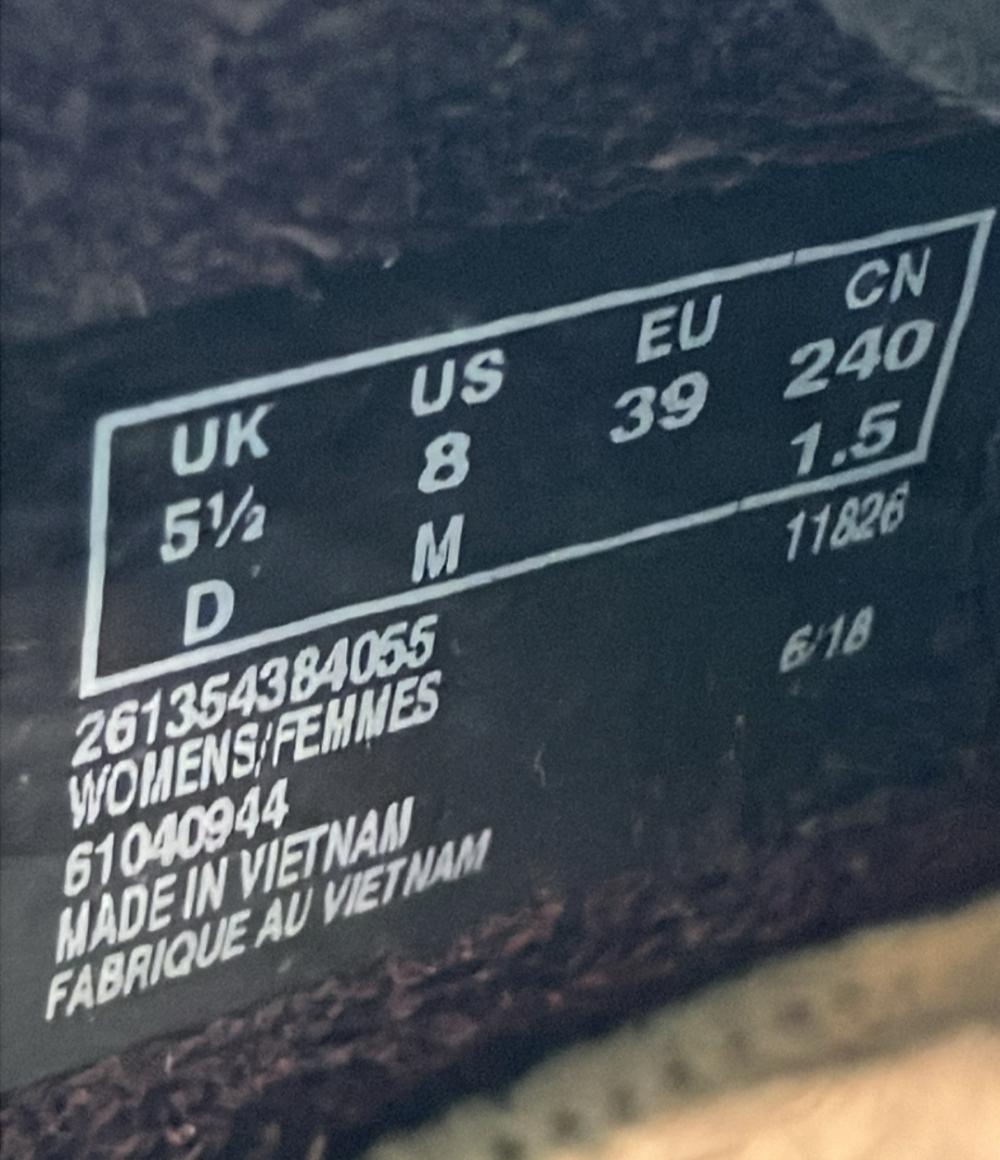 UK US EU CN
5½ 8 39 240
D M 1.5
261354384055 11826
WOMENS/FEMMES 6/18
61040944
MADE IN VIETNAM
FABRIQUE AU VIETNAM